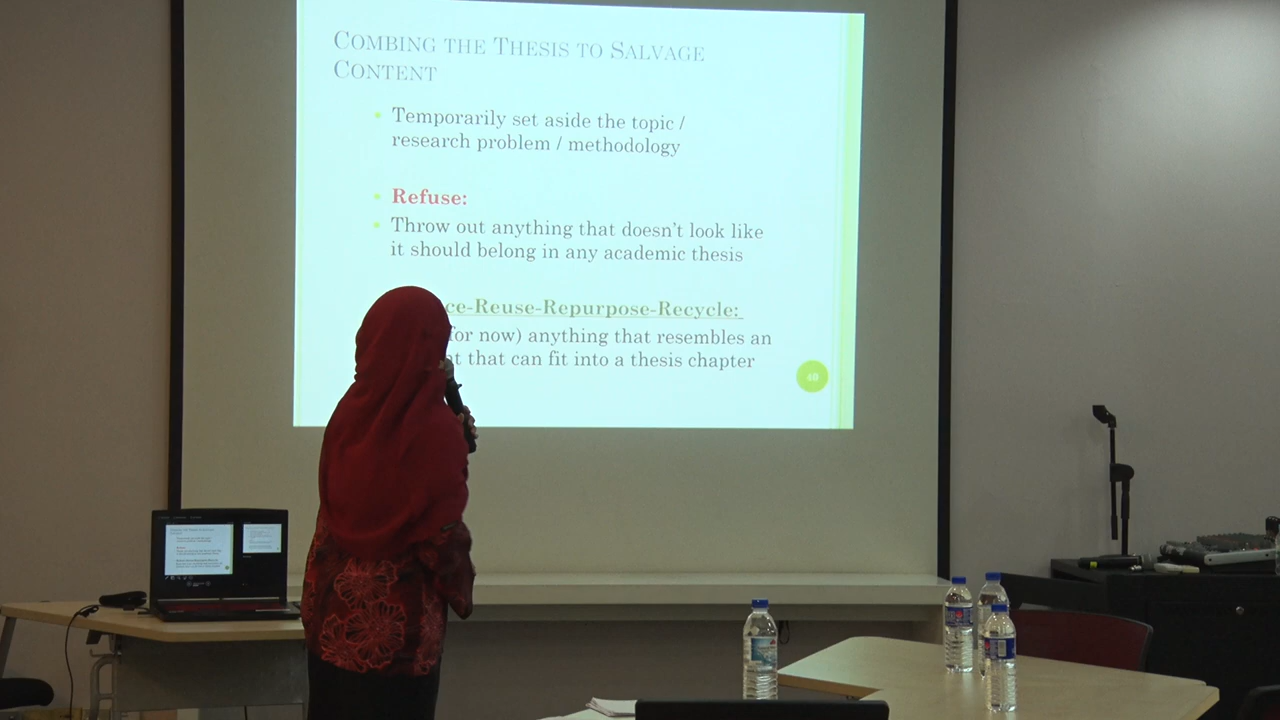 COMBING THE THESIS TO SALVAGE
CONTENT
Temporarily set aside the topic /
research problem / methodology
Refuse:
Throw out anything that doesn't look like
it should belong in any academic thesis
ce-Reuse-Repurpose-Recycle:
for now) anything that resembles an
that can fit into a thesis chapter
40